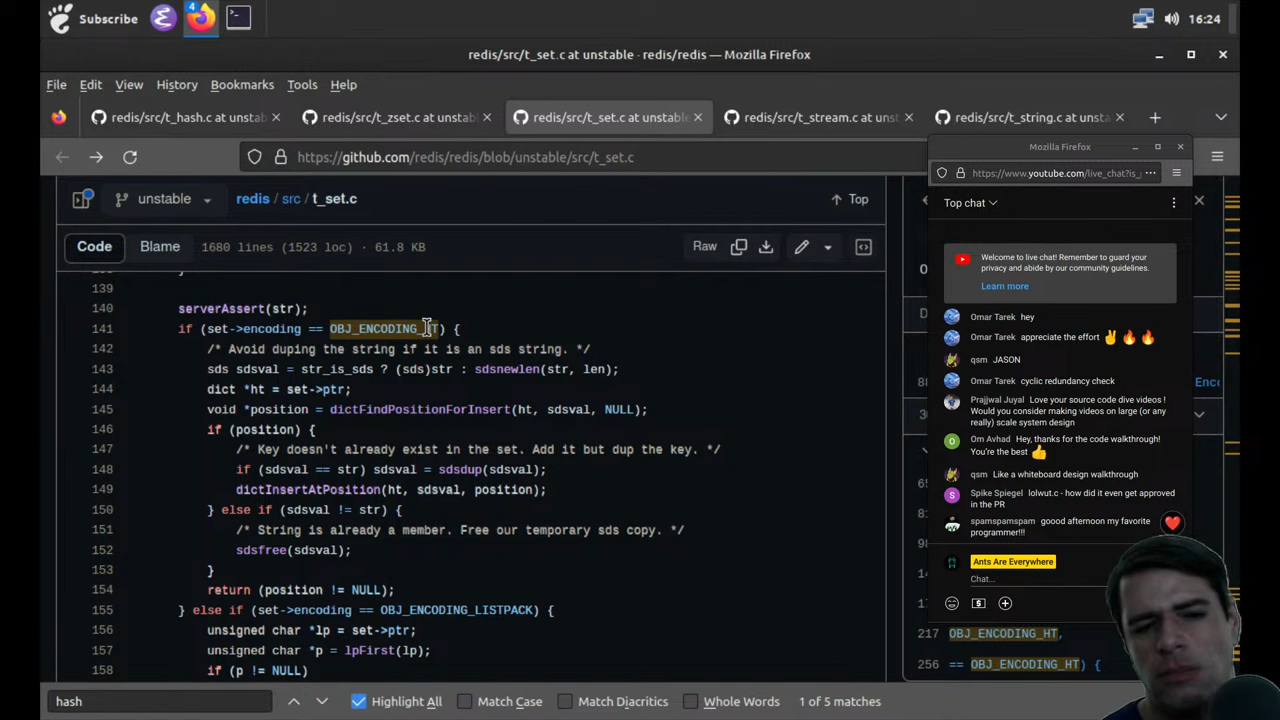 Subscribe
4
16:24
redis/src/t_set.c at unstable · redis/redis — Mozilla Firefox
File Edit View History Bookmarks Tools Help
redis/src/t_hash.c at unstab
redis/src/t_zset.c at unstabl
redis/src/t_set.c at unstable
redis/src/t_stream.c at unst
redis/src/t_string.c at unsta
https://github.com/redis/redis/blob/unstable/src/t_set.c
unstable
redis / src / t_set.c
Top
Code Blame 1680 lines (1523 loc) · 61.8 KB
Raw
139
140 serverAssert(str);
141 if (set->encoding == OBJ_ENCODING_HT) {
142 /* Avoid duping the string if it is an sds string. */
143 sds sdsval = str_is_sds ? (sds)str : sdsnewlen(str, len);
144 dict *ht = set->ptr;
145 void *position = dictFindPositionForInsert(ht, sdsval, NULL);
146 if (position) {
147 /* Key doesn't already exist in the set. Add it but dup the key. */
148 if (sdsval == str) sdsval = sdsdup(sdsval);
149 dictInsertAtPosition(ht, sdsval, position);
150 } else if (sdsval != str) {
151 /* String is already a member. Free our temporary sds copy. */
152 sdsfree(sdsval);
153 }
154 return (position != NULL);
155 } else if (set->encoding == OBJ_ENCODING_LISTPACK) {
156 unsigned char *lp = set->ptr;
157 unsigned char *p = lpFirst(lp);
158 if (p != NULL)
Mozilla Firefox
https://www.youtube.com/live_chat?is_
Top chat
Welcome to live chat! Remember to guard your
privacy and abide by our community guidelines.
Learn more
Omar Tarek hey
Omar Tarek appreciate the effort ✌🔥🔥
qsm JASON
Omar Tarek cyclic redundancy check
Prajjwal Juyal Love your source code dive videos !
Would you consider making videos on large (or any
really) scale system design
Om Avhad Hey, thanks for the code walkthrough!
You're the best 👍
qsm Like a whiteboard design walkthrough
Spike Spiegel lolwut.c - how did it even get approved
in the PR
spamspamspam goood afternoon my favorite
programmer!!!
Ants Are Everywhere
Chat...
217 OBJ_ENCODING_HT,
256 == OBJ_ENCODING_HT) {
hash
Highlight All Match Case Match Diacritics Whole Words 1 of 5 matches